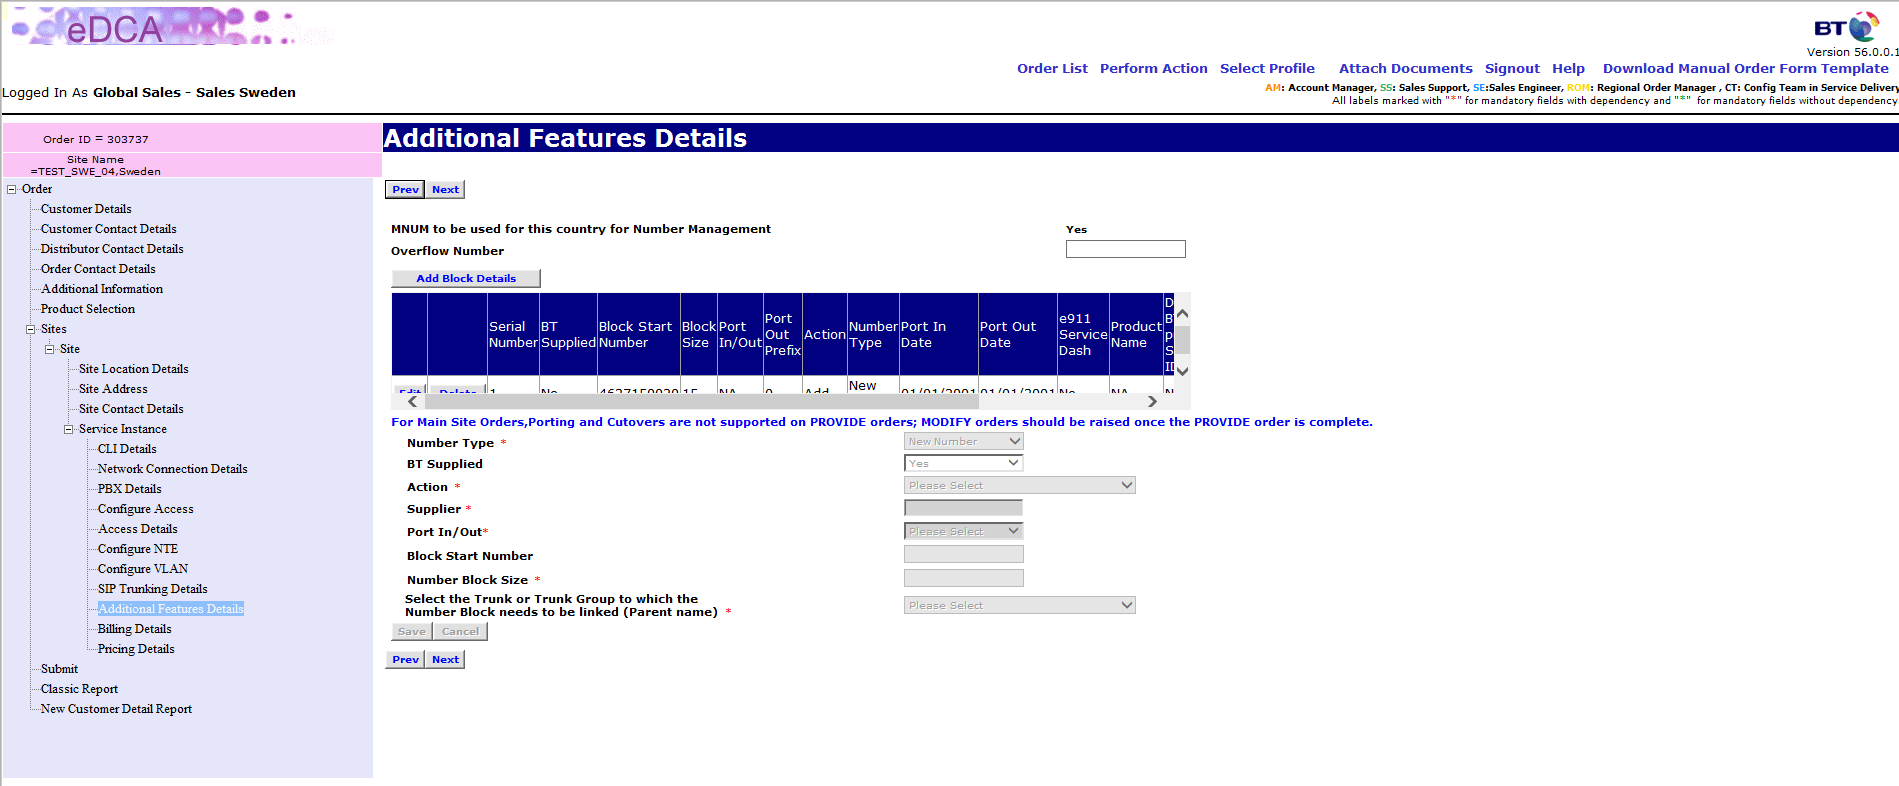 eDCA
BT
Version 56.0.0.1
Order List Perform Action Select Profile Attach Documents Signout Help Download Manual Order Form Template
Logged In As Global Sales - Sales Sweden
AM: Account Manager, SS: Sales Support, SE:Sales Engineer, ROM: Regional Order Manager , CT: Config Team in Service Delivery
All labels marked with "*" for mandatory fields with dependency and "*" for mandatory fields without dependency
Order ID = 303737
Site Name
=TEST_SWE_04,Sweden
Order
Customer Details
Customer Contact Details
Distributor Contact Details
Order Contact Details
Additional Information
Product Selection
Sites
Site
Site Location Details
Site Address
Site Contact Details
Service Instance
CLI Details
Network Connection Details
PBX Details
Configure Access
Access Details
Configure NTE
Configure VLAN
SIP Trunking Details
Additional Features Details
Billing Details
Pricing Details
Submit
Classic Report
New Customer Detail Report
Additional Features Details
Prev Next
MNUM to be used for this country for Number Management Yes
Overflow Number
Add Block Details
Serial Number BT Supplied Block Start Number Block Size Port In/Out Port Out Prefix Action Number Type Port In Date Port Out Date e911 Service Dash Product Name
Edit Delete 1 No 15 NA 0 Add New 01/01/2001 01/01/2001 No NA
For Main Site Orders,Porting and Cutovers are not supported on PROVIDE orders; MODIFY orders should be raised once the PROVIDE order is complete.
Number Type * New Number
BT Supplied Yes
Action * Please Select
Supplier *
Port In/Out* Please Select
Block Start Number
Number Block Size *
Select the Trunk or Trunk Group to which the
Number Block needs to be linked (Parent name) * Please Select
Save Cancel
Prev Next